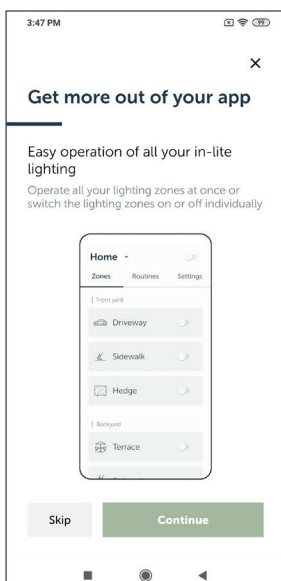 3:47 PM
99
Get more out of your app
Easy operation of all your in-lite
lighting
Operate all your lighting zones at once or
switch the lighting zones on or off individually
Home
Zones Routines Settings
Front yard
Driveway
Sidewalk
Hedge
Backyard
Terrace
Skip
Continue